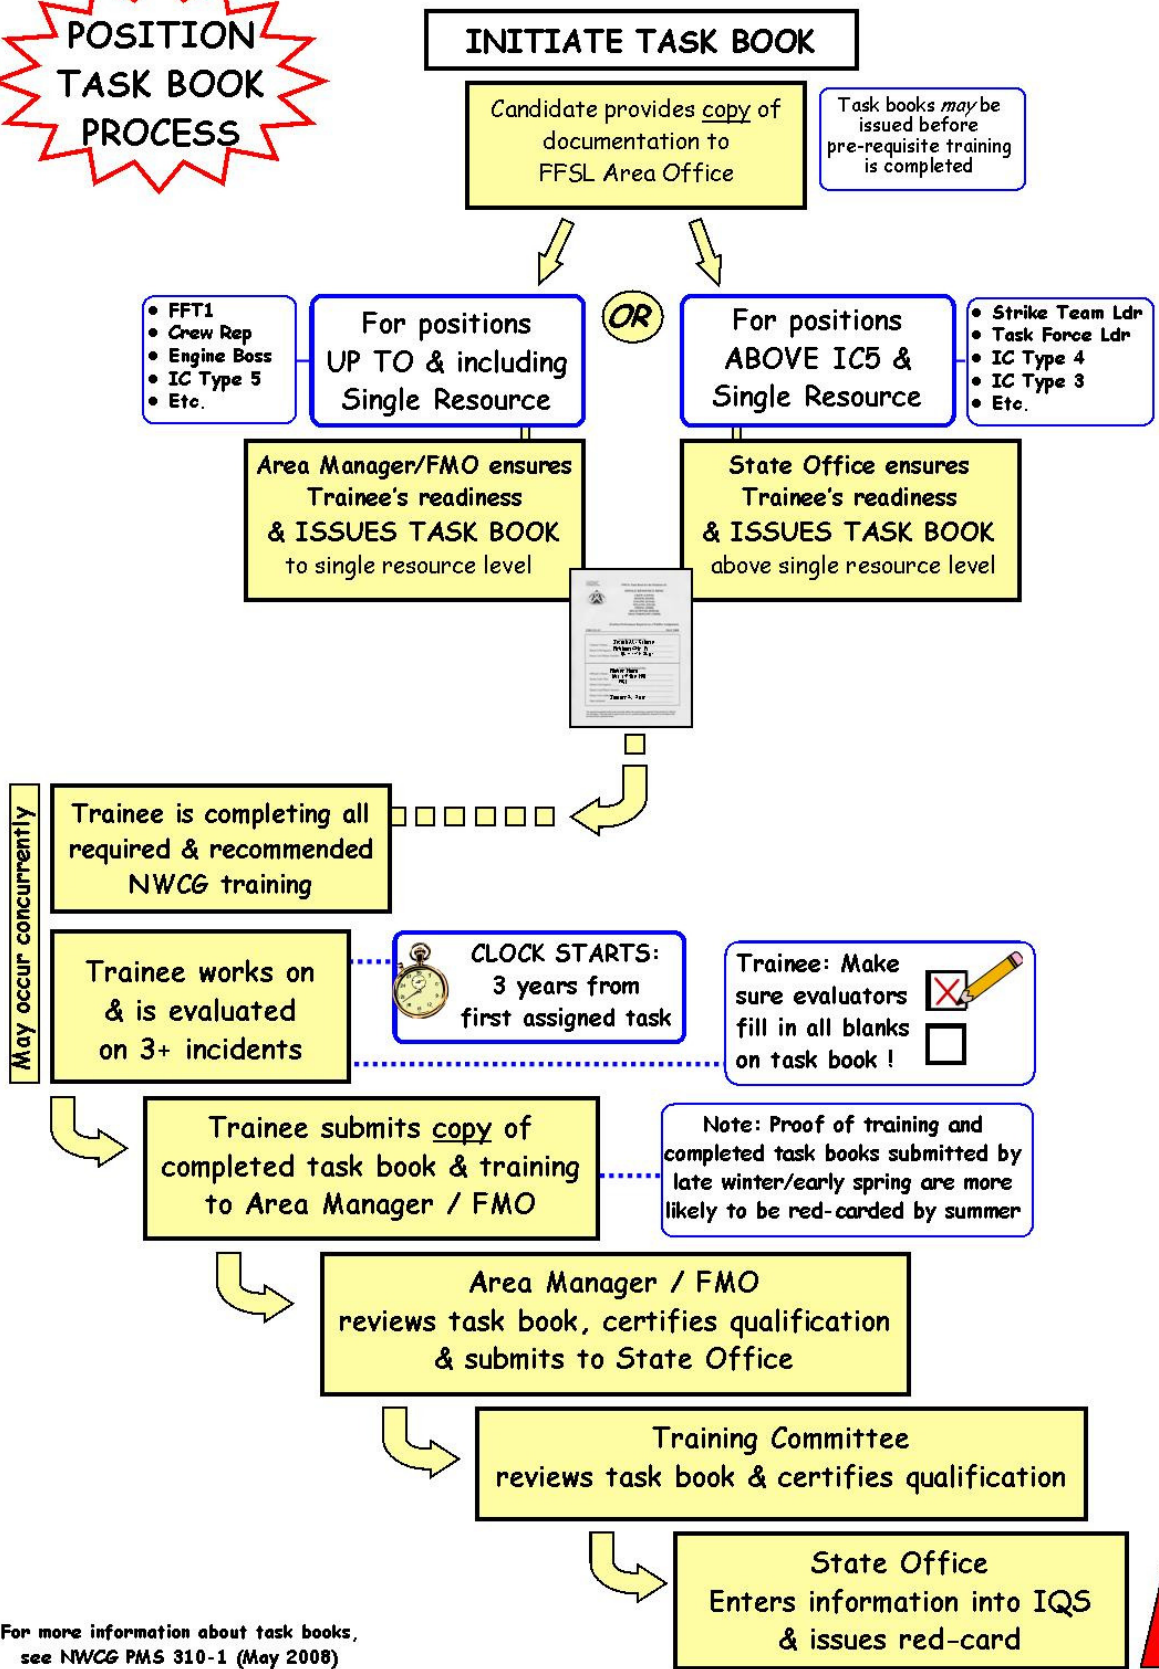 POSITION
TASK BOOK
PROCESS
INITIATE TASK BOOK
Candidate provides copy of
documentation to
FFSL Area Office
Task books may be
issued before
pre-requisite training
is completed
• FFT1
• Crew Rep
• Engine Boss
• IC Type 5
• Etc.
For positions
UP TO & including
Single Resource
OR
For positions
ABOVE IC5 &
Single Resource
• Strike Team Ldr
• Task Force Ldr
• IC Type 4
• IC Type 3
• Etc.
Area Manager/FMO ensures
Trainee's readiness
& ISSUES TASK BOOK
to single resource level
State Office ensures
Trainee's readiness
& ISSUES TASK BOOK
above single resource level
May occur concurrently
Trainee is completing all
required & recommended
NWCG training
Trainee works on
& is evaluated
on 3+ incidents
CLOCK STARTS:
3 years from
first assigned task
Trainee: Make
sure evaluators
fill in all blanks
on task book !
Trainee submits copy of
completed task book & training
to Area Manager / FMO
Note: Proof of training and
completed task books submitted by
late winter/early spring are more
likely to be red-carded by summer
Area Manager / FMO
reviews task book, certifies qualification
& submits to State Office
Training Committee
reviews task book & certifies qualification
State Office
Enters information into IQS
& issues red-card
For more information about task books,
see NWCG PMS 310-1 (May 2008)